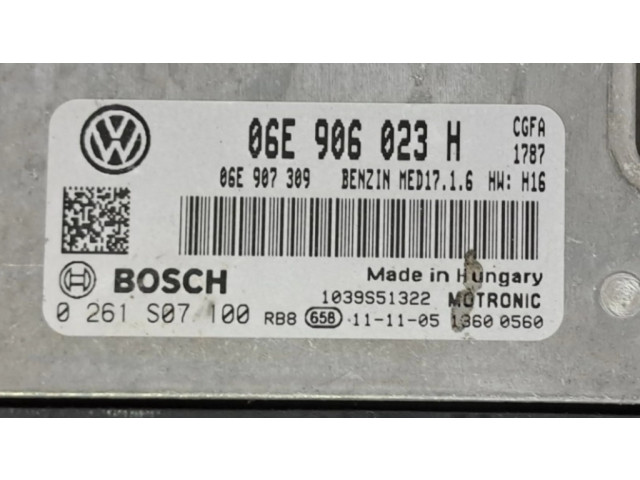 06E 906 023 H CGFA
1787
06E 907 309 BENZIN MED17.1.6 HW: H16
BOSCH Made in Hungary
1039S51322 MOTRONIC
0 261 S07 100 RB8 658 11-11-05 1360 0560